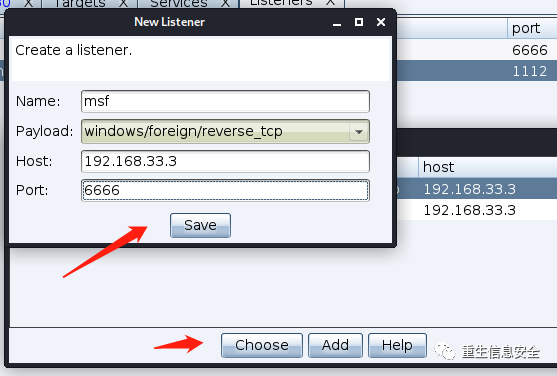 Targets X Services X Listeners X
New Listener
Create a listener.
Name: msf
Payload: windows/foreign/reverse_tcp
Host: 192.168.33.3
Port: 6666
Save
port
6666
1112
host
192.168.33.3
192.168.33.3
Choose Add Help
重生信息安全